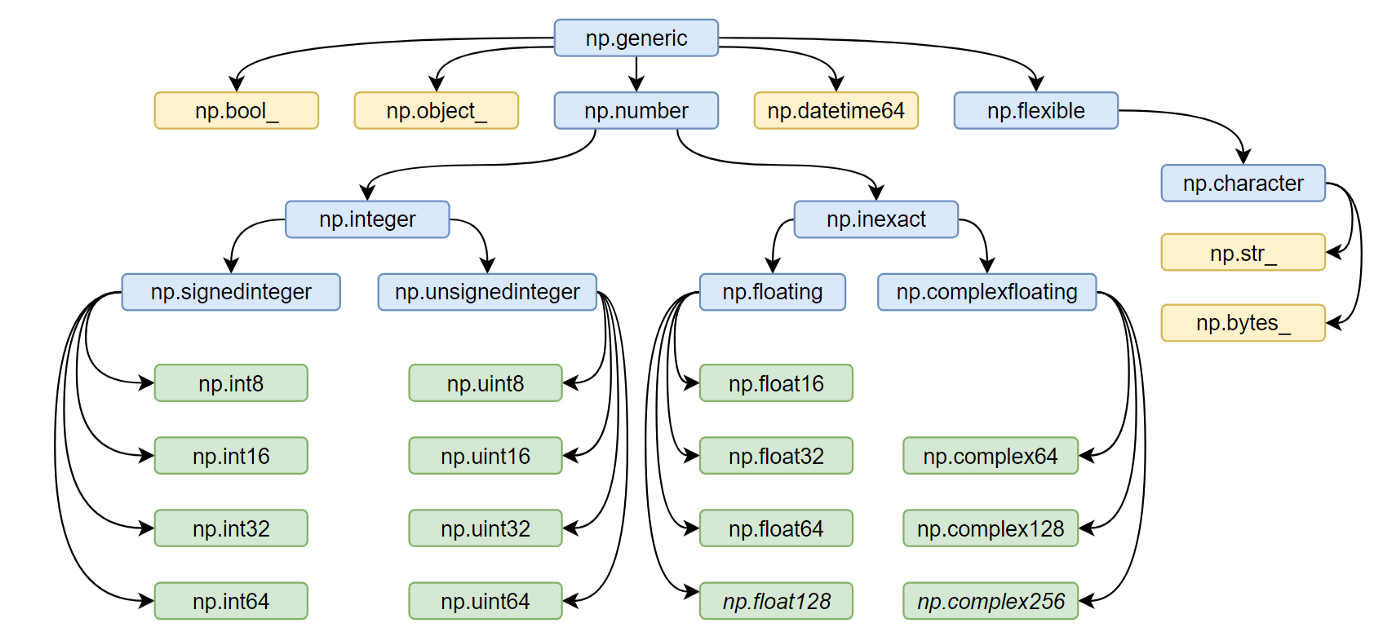 np.generic
np.bool_
np.object_
np.number
np.datetime64
np.flexible
np.character
np.integer
np.inexact
np.str_
np.signedinteger
np.unsignedinteger
np.floating
np.complexfloating
np.bytes_
np.int8
np.uint8
np.float16
np.int16
np.uint16
np.float32
np.complex64
np.int32
np.uint32
np.float64
np.complex128
np.int64
np.uint64
np.float128
np.complex256